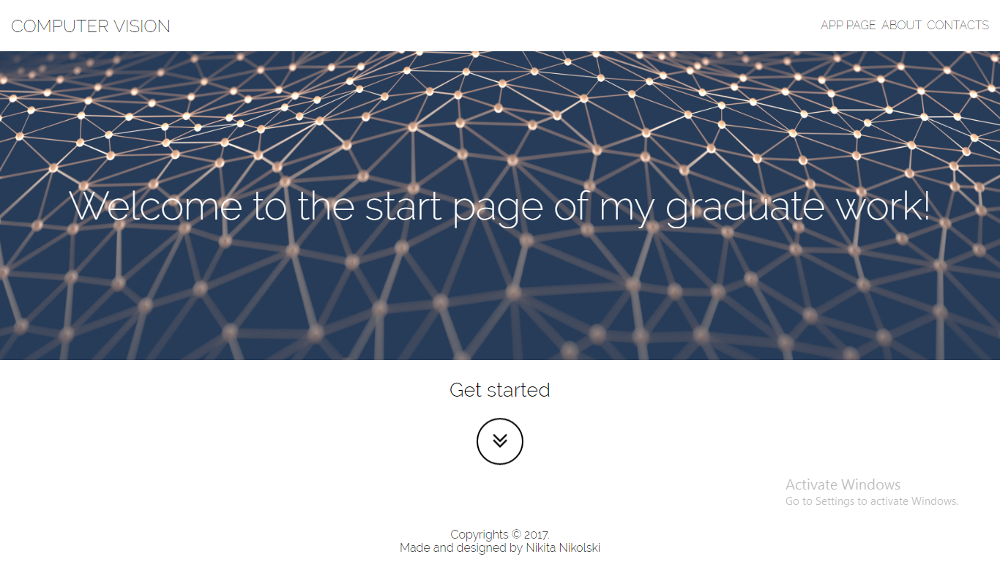 COMPUTER VISION
APP PAGE ABOUT CONTACTS
Welcome to the start page of my graduate work!
Get started
Activate Windows
Go to Settings to activate Windows.
Copyrights © 2017.
Made and designed by Nikita Nikolski